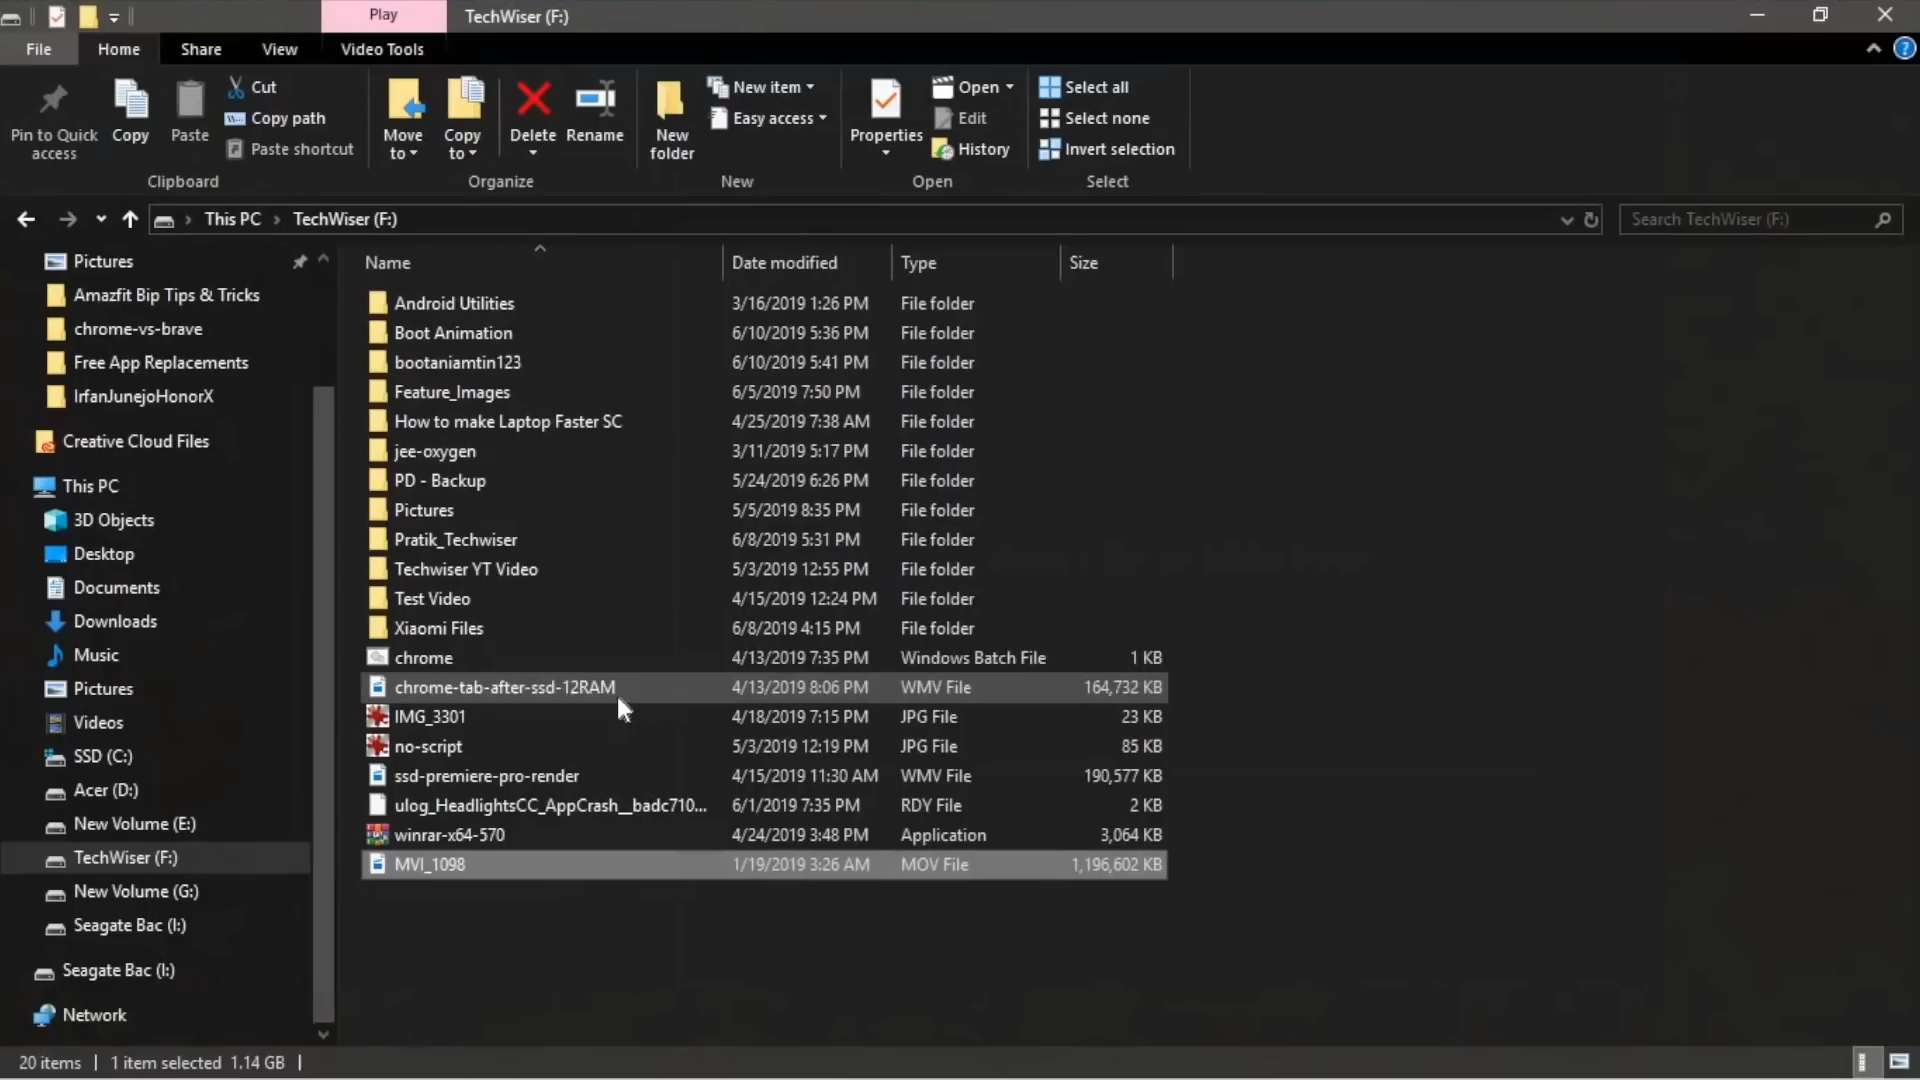 Play TechWiser (F:)
File Home Share View Video Tools
Pin to Quick access
Copy
Paste
Cut
Copy path
Paste shortcut
Clipboard
Move to
Copy to
Delete
Rename
Organize
New folder
New item
Easy access
New
Properties
Open
Edit
History
Open
Select all
Select none
Invert selection
Select
This PC > TechWiser (F:)
Search TechWiser (F:)
Pictures
Amazfit Bip Tips & Tricks
chrome-vs-brave
Free App Replacements
IrfanJunejoHonorX
Creative Cloud Files
This PC
3D Objects
Desktop
Documents
Downloads
Music
Pictures
Videos
SSD (C:)
Acer (D:)
New Volume (E:)
TechWiser (F:)
New Volume (G:)
Seagate Bac (I:)
Seagate Bac (I:)
Network
Name Date modified Type Size
Android Utilities 3/16/2019 1:26 PM File folder
Boot Animation 6/10/2019 5:36 PM File folder
bootaniamtin123 6/10/2019 5:41 PM File folder
Feature_Images 6/5/2019 7:50 PM File folder
How to make Laptop Faster SC 4/25/2019 7:38 AM File folder
jee-oxygen 3/11/2019 5:17 PM File folder
PD - Backup 5/24/2019 6:26 PM File folder
Pictures 5/5/2019 8:35 PM File folder
Pratik_Techwiser 6/8/2019 5:31 PM File folder
Techwiser YT Video 5/3/2019 12:55 PM File folder
Test Video 4/15/2019 12:24 PM File folder
Xiaomi Files 6/8/2019 4:15 PM File folder
chrome 4/13/2019 7:35 PM Windows Batch File 1 KB
chrome-tab-after-ssd-12RAM 4/13/2019 8:06 PM WMV File 164,732 KB
IMG_3301 4/18/2019 7:15 PM JPG File 23 KB
no-script 5/3/2019 12:19 PM JPG File 85 KB
ssd-premiere-pro-render 4/15/2019 11:30 AM WMV File 190,577 KB
ulog_HeadlightsCC_AppCrash__badc710... 6/1/2019 7:35 PM RDY File 2 KB
winrar-x64-570 4/24/2019 3:48 PM Application 3,064 KB
MVI_1098 1/19/2019 3:26 AM MOV File 1,196,602 KB
20 items | 1 item selected 1.14 GB |